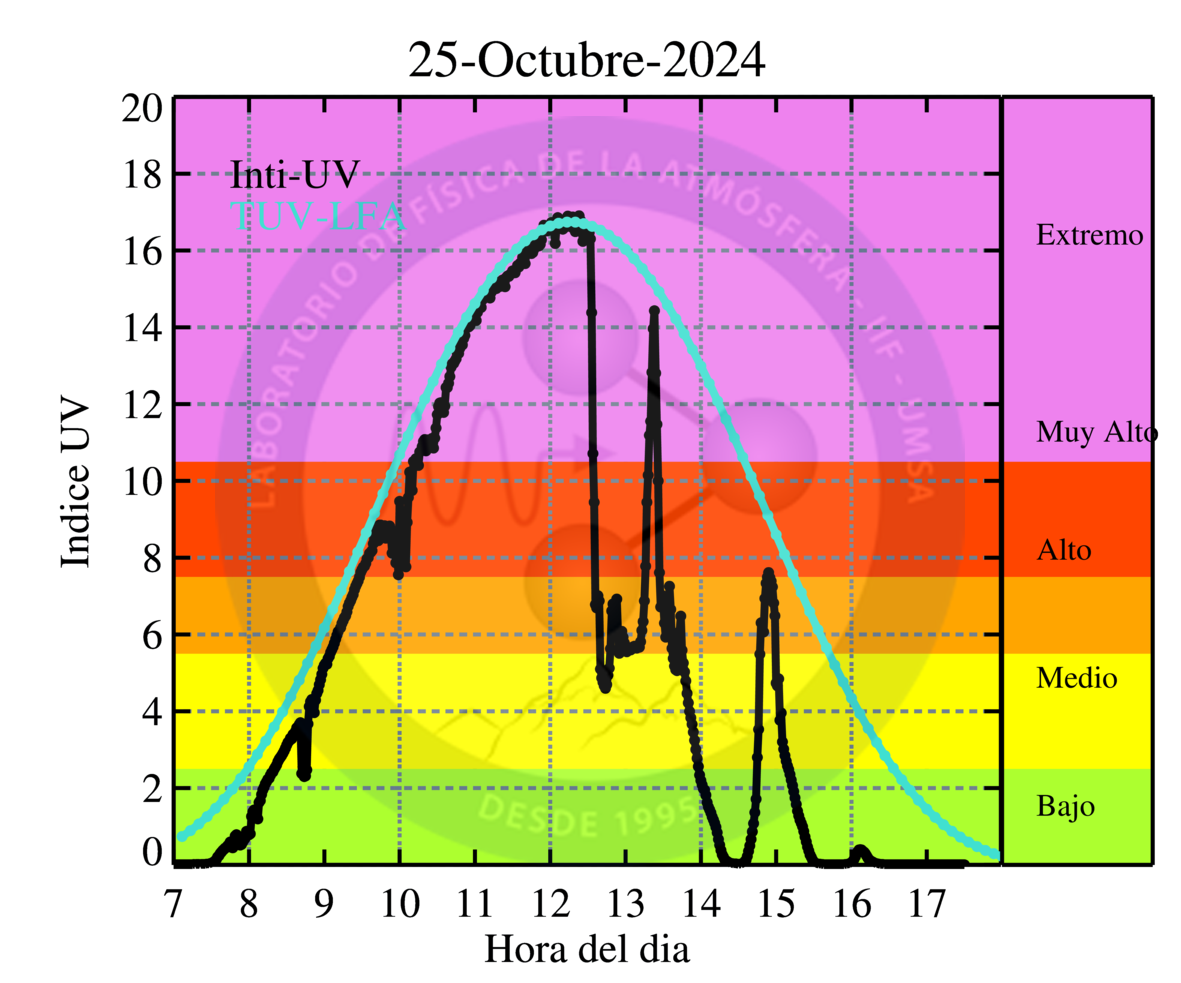 25-Octubre-2024
Inti-UV
TUV-LFA
LABORATORIO DE FÍSICA DE LA ATMÓSFERA - IIF - UMSA
DESDE 1995
Indice UV
20
18
16
14
12
10
8
6
4
2
0
Extremo
Muy Alto
Alto
Medio
Bajo
7 8 9 10 11 12 13 14 15 16 17
Hora del dia